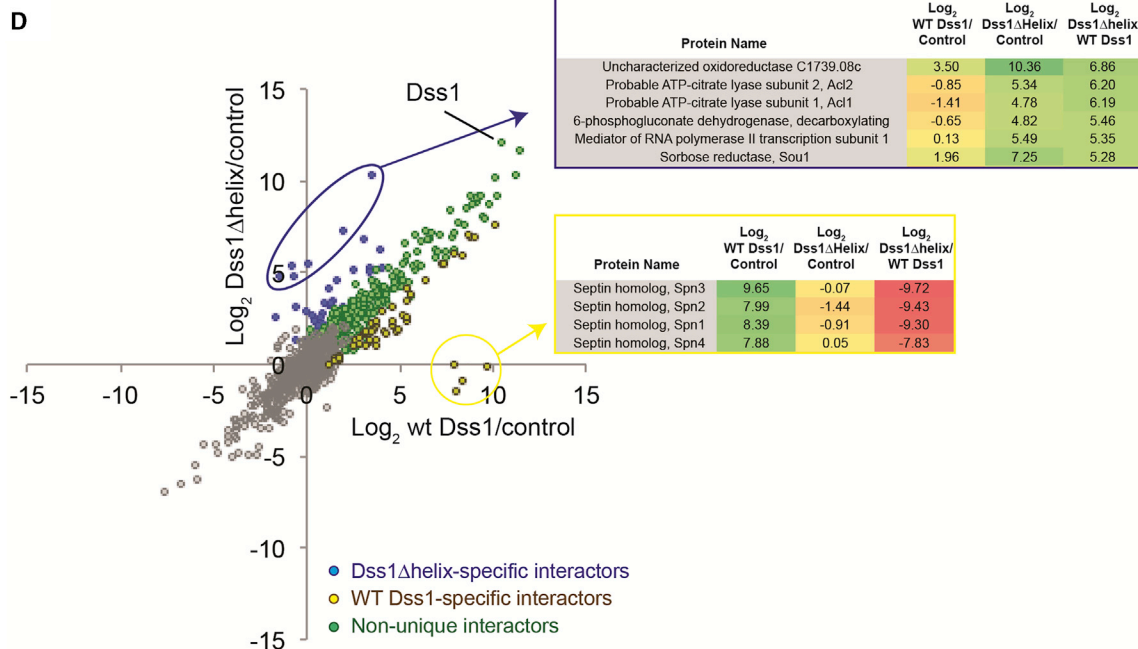 D
Log2 Log2 Log2
WT Dss1/ Dss1ΔHelix/ Dss1Δhelix/
Protein Name Control Control WT Dss1
Uncharacterized oxidoreductase C1739.08c 3.50 10.36 6.86
Probable ATP-citrate lyase subunit 2, Acl2 -0.85 5.34 6.20
Probable ATP-citrate lyase subunit 1, Acl1 -1.41 4.78 6.19
6-phosphogluconate dehydrogenase, decarboxylating -0.65 4.82 5.46
Mediator of RNA polymerase II transcription subunit 1 0.13 5.49 5.35
Sorbose reductase, Sou1 1.96 7.25 5.28
Dss1
Log2 Dss1Δhelix/control
15
10
5
0
-5
-10
-15
-15 -10 -5 0 5 10 15
Log2 wt Dss1/control
Log2 Log2 Log2
WT Dss1/ Dss1ΔHelix/ Dss1Δhelix/
Protein Name Control Control WT Dss1
Septin homolog, Spn3 9.65 -0.07 -9.72
Septin homolog, Spn2 7.99 -1.44 -9.43
Septin homolog, Spn1 8.39 -0.91 -9.30
Septin homolog, Spn4 7.88 0.05 -7.83
Dss1Δhelix-specific interactors
WT Dss1-specific interactors
Non-unique interactors